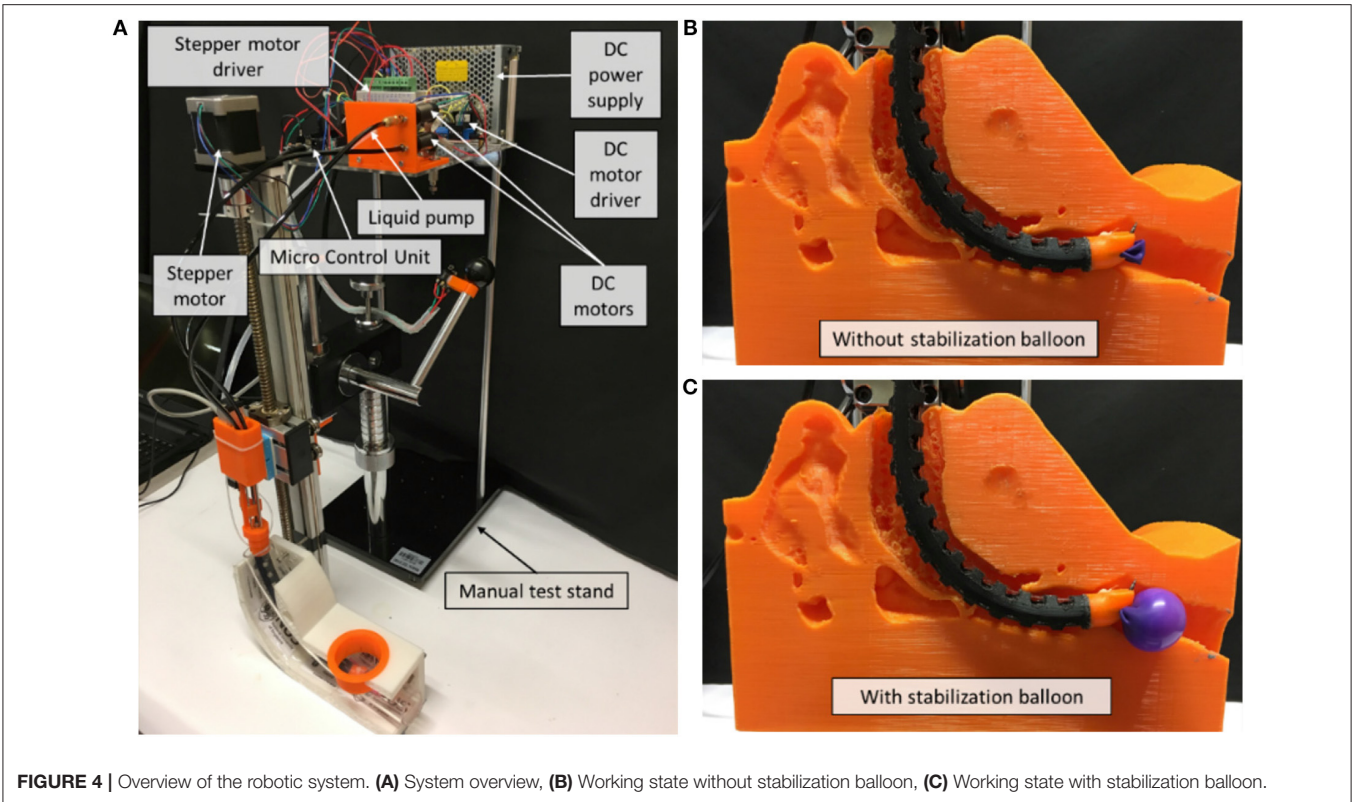 A
Stepper motor
driver
DC
power
supply
DC
motor
driver
Liquid pump
Micro Control Unit
Stepper
motor
DC
motors
Manual test stand
B
Without stabilization balloon
C
With stabilization balloon
FIGURE 4 | Overview of the robotic system. (A) System overview, (B) Working state without stabilization balloon, (C) Working state with stabilization balloon.